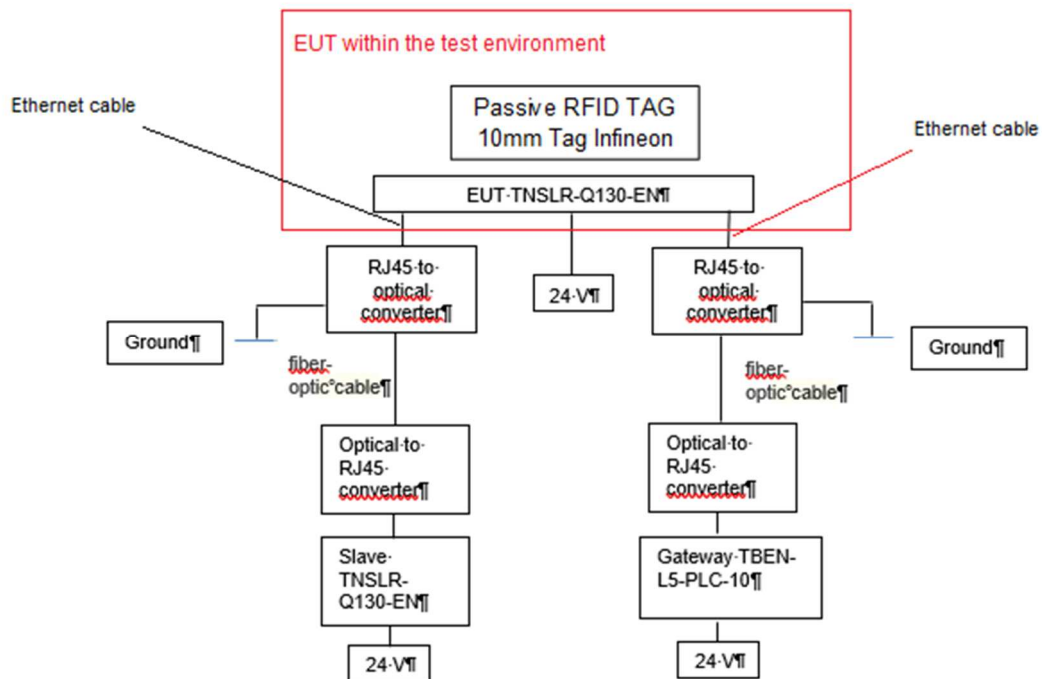 EUT within the test environment
Ethernet cable
Passive RFID TAG
10mm Tag Infineon
Ethernet cable
EUT·TNSLR-Q130-EN¶
RJ45·to·
optical·
converter¶
24·V¶
RJ45·to·
optical·
converter¶
Ground¶
Ground¶
fiber-
optic°cable¶
fiber-
optic°cable¶
Optical·to·
RJ45·
converter¶
Optical·to·
RJ45·
converter¶
Slave·
TNSLR-
Q130-EN¶
Gateway·TBEN-
L5-PLC-10¶
24·V¶
24·V¶